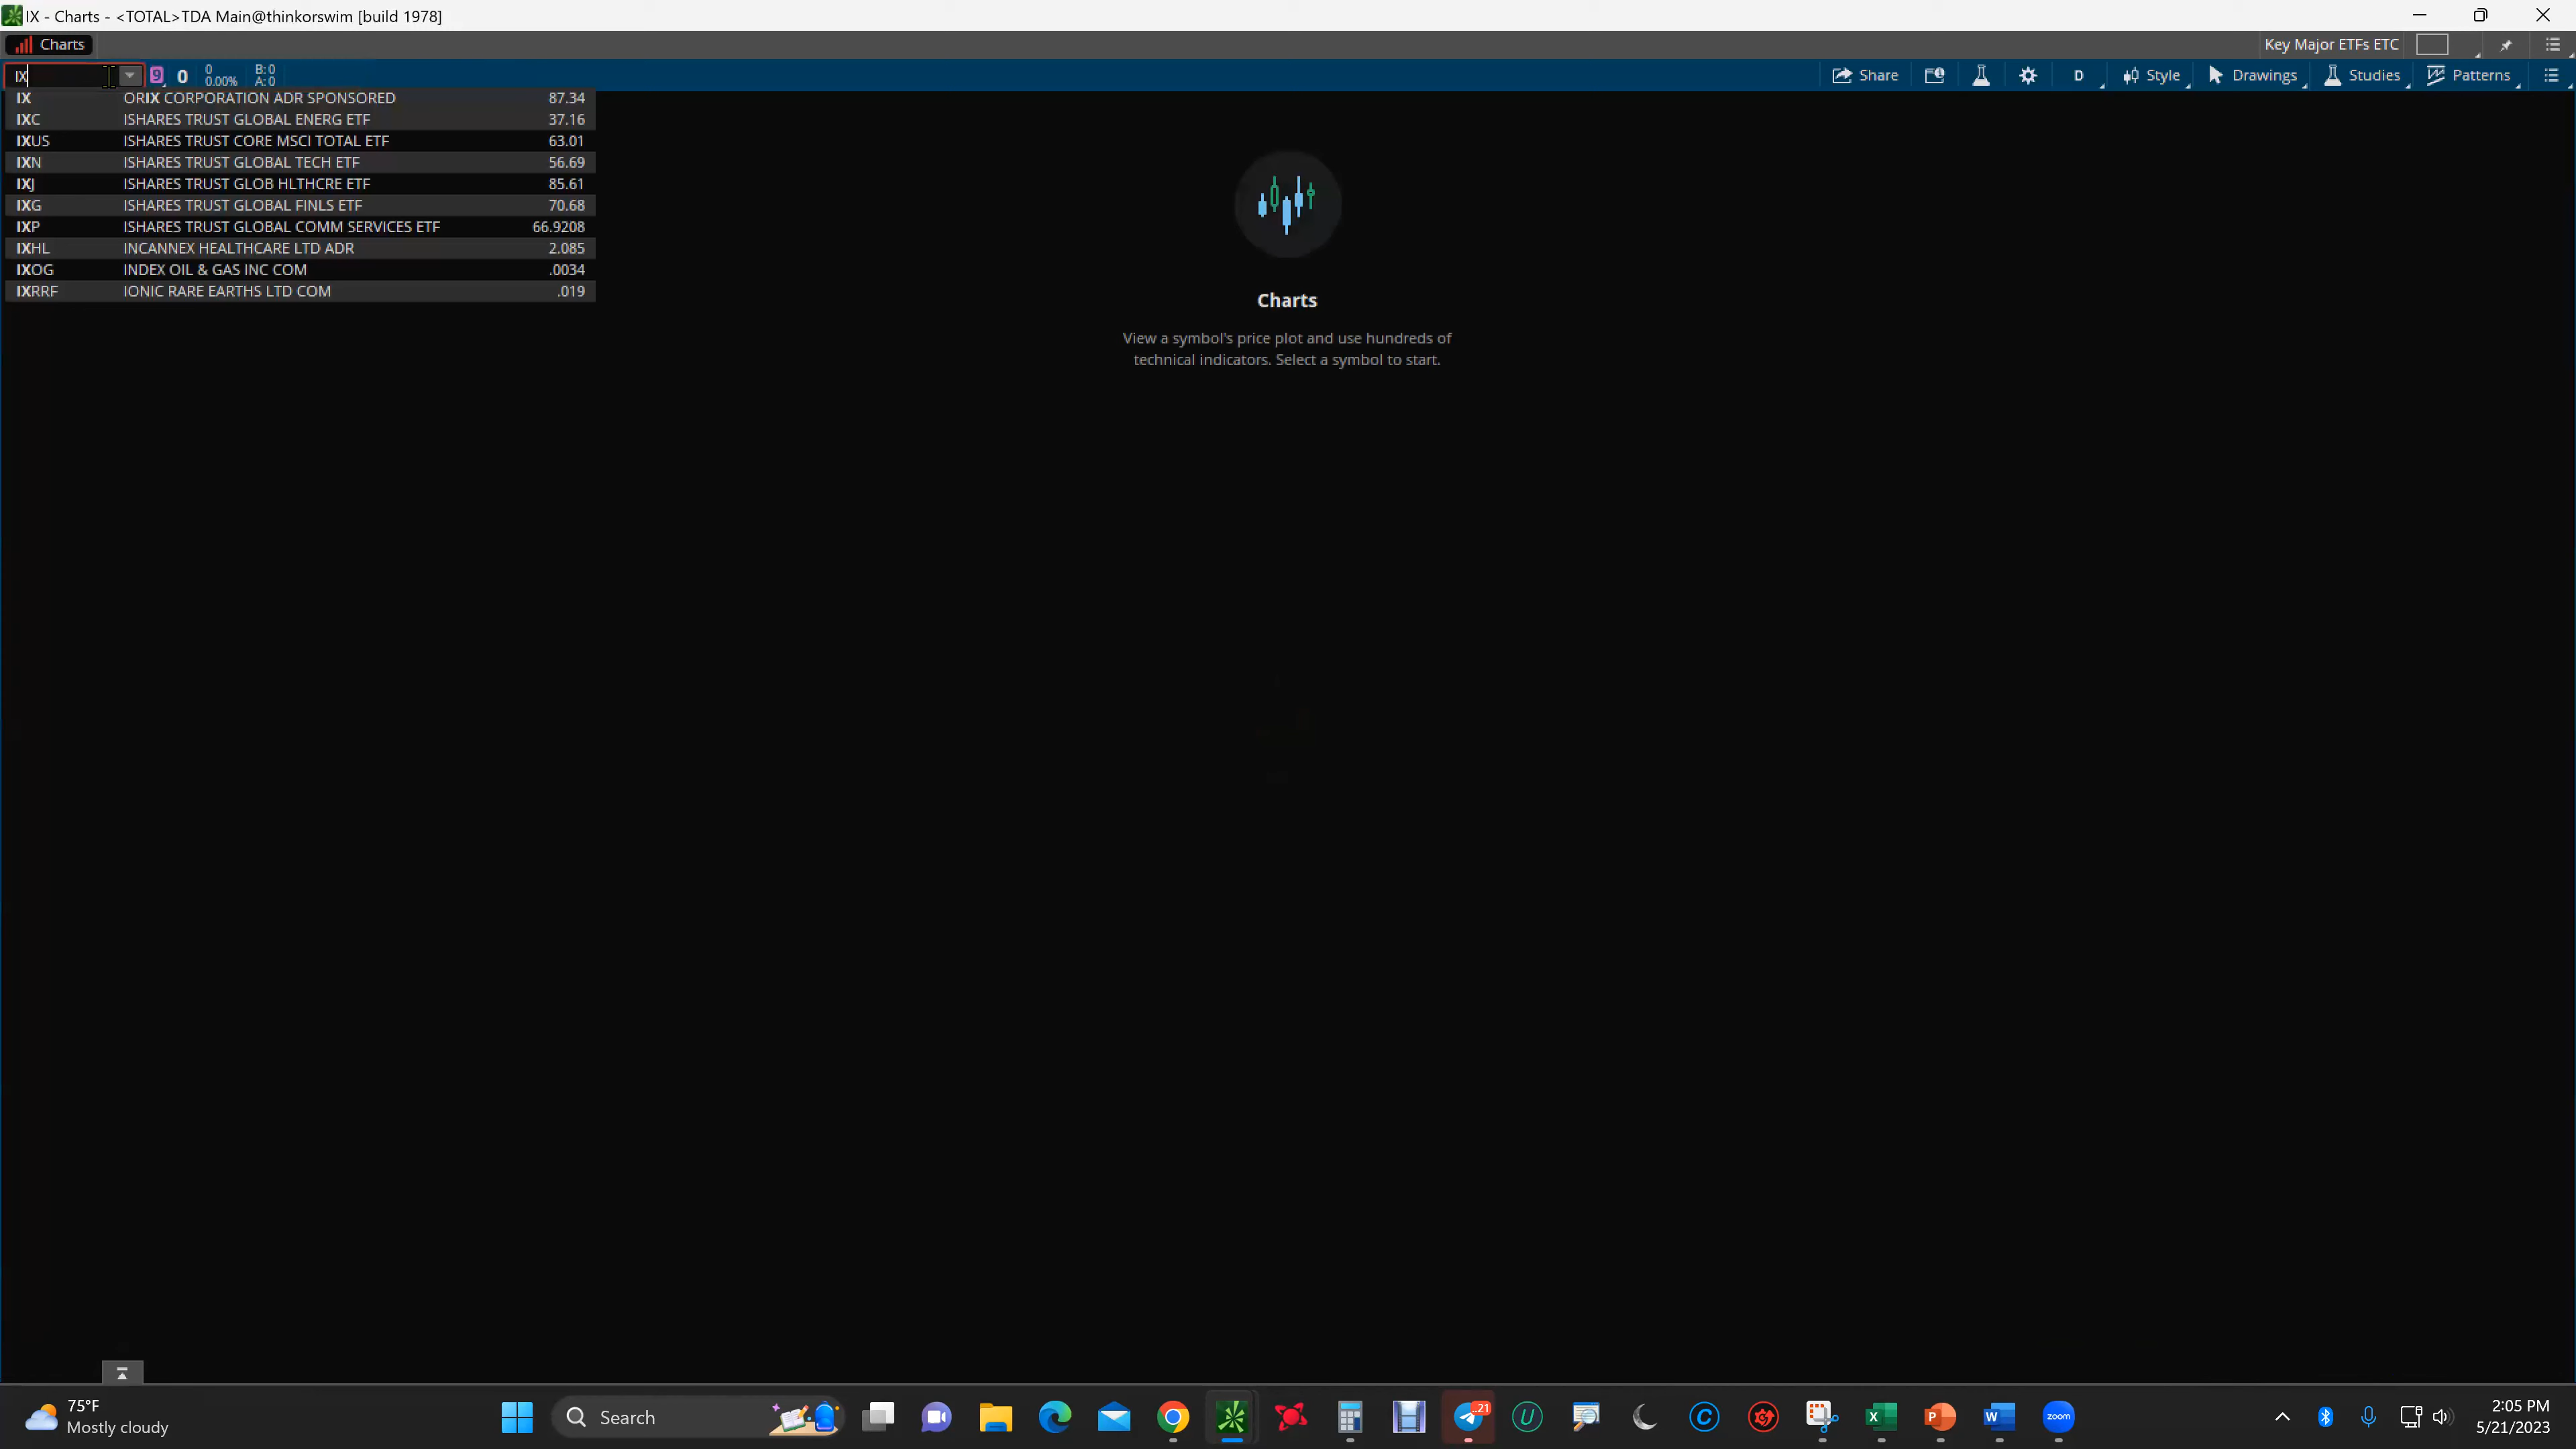 IX - Charts - <TOTAL>TDA Main@thinkorswim [build 1978]
Charts
Key Major ETFs ETC
IX
9
0
0
0.00%
B: 0
A: 0
Share
D
Style
Drawings
Studies
Patterns
IX ORIX CORPORATION ADR SPONSORED 87.34
IXC ISHARES TRUST GLOBAL ENERG ETF 37.16
IXUS ISHARES TRUST CORE MSCI TOTAL ETF 63.01
IXN ISHARES TRUST GLOBAL TECH ETF 56.69
IXJ ISHARES TRUST GLOB HLTHCRE ETF 85.61
IXG ISHARES TRUST GLOBAL FINLS ETF 70.68
IXP ISHARES TRUST GLOBAL COMM SERVICES ETF 66.9208
IXHL INCANNEX HEALTHCARE LTD ADR 2.085
IXOG INDEX OIL & GAS INC COM .0034
IXRRF IONIC RARE EARTHS LTD COM .019
Charts
View a symbol's price plot and use hundreds of
technical indicators. Select a symbol to start.
75°F
Mostly cloudy
Search
21
U
C
X
P
W
zoom
2:05 PM
5/21/2023